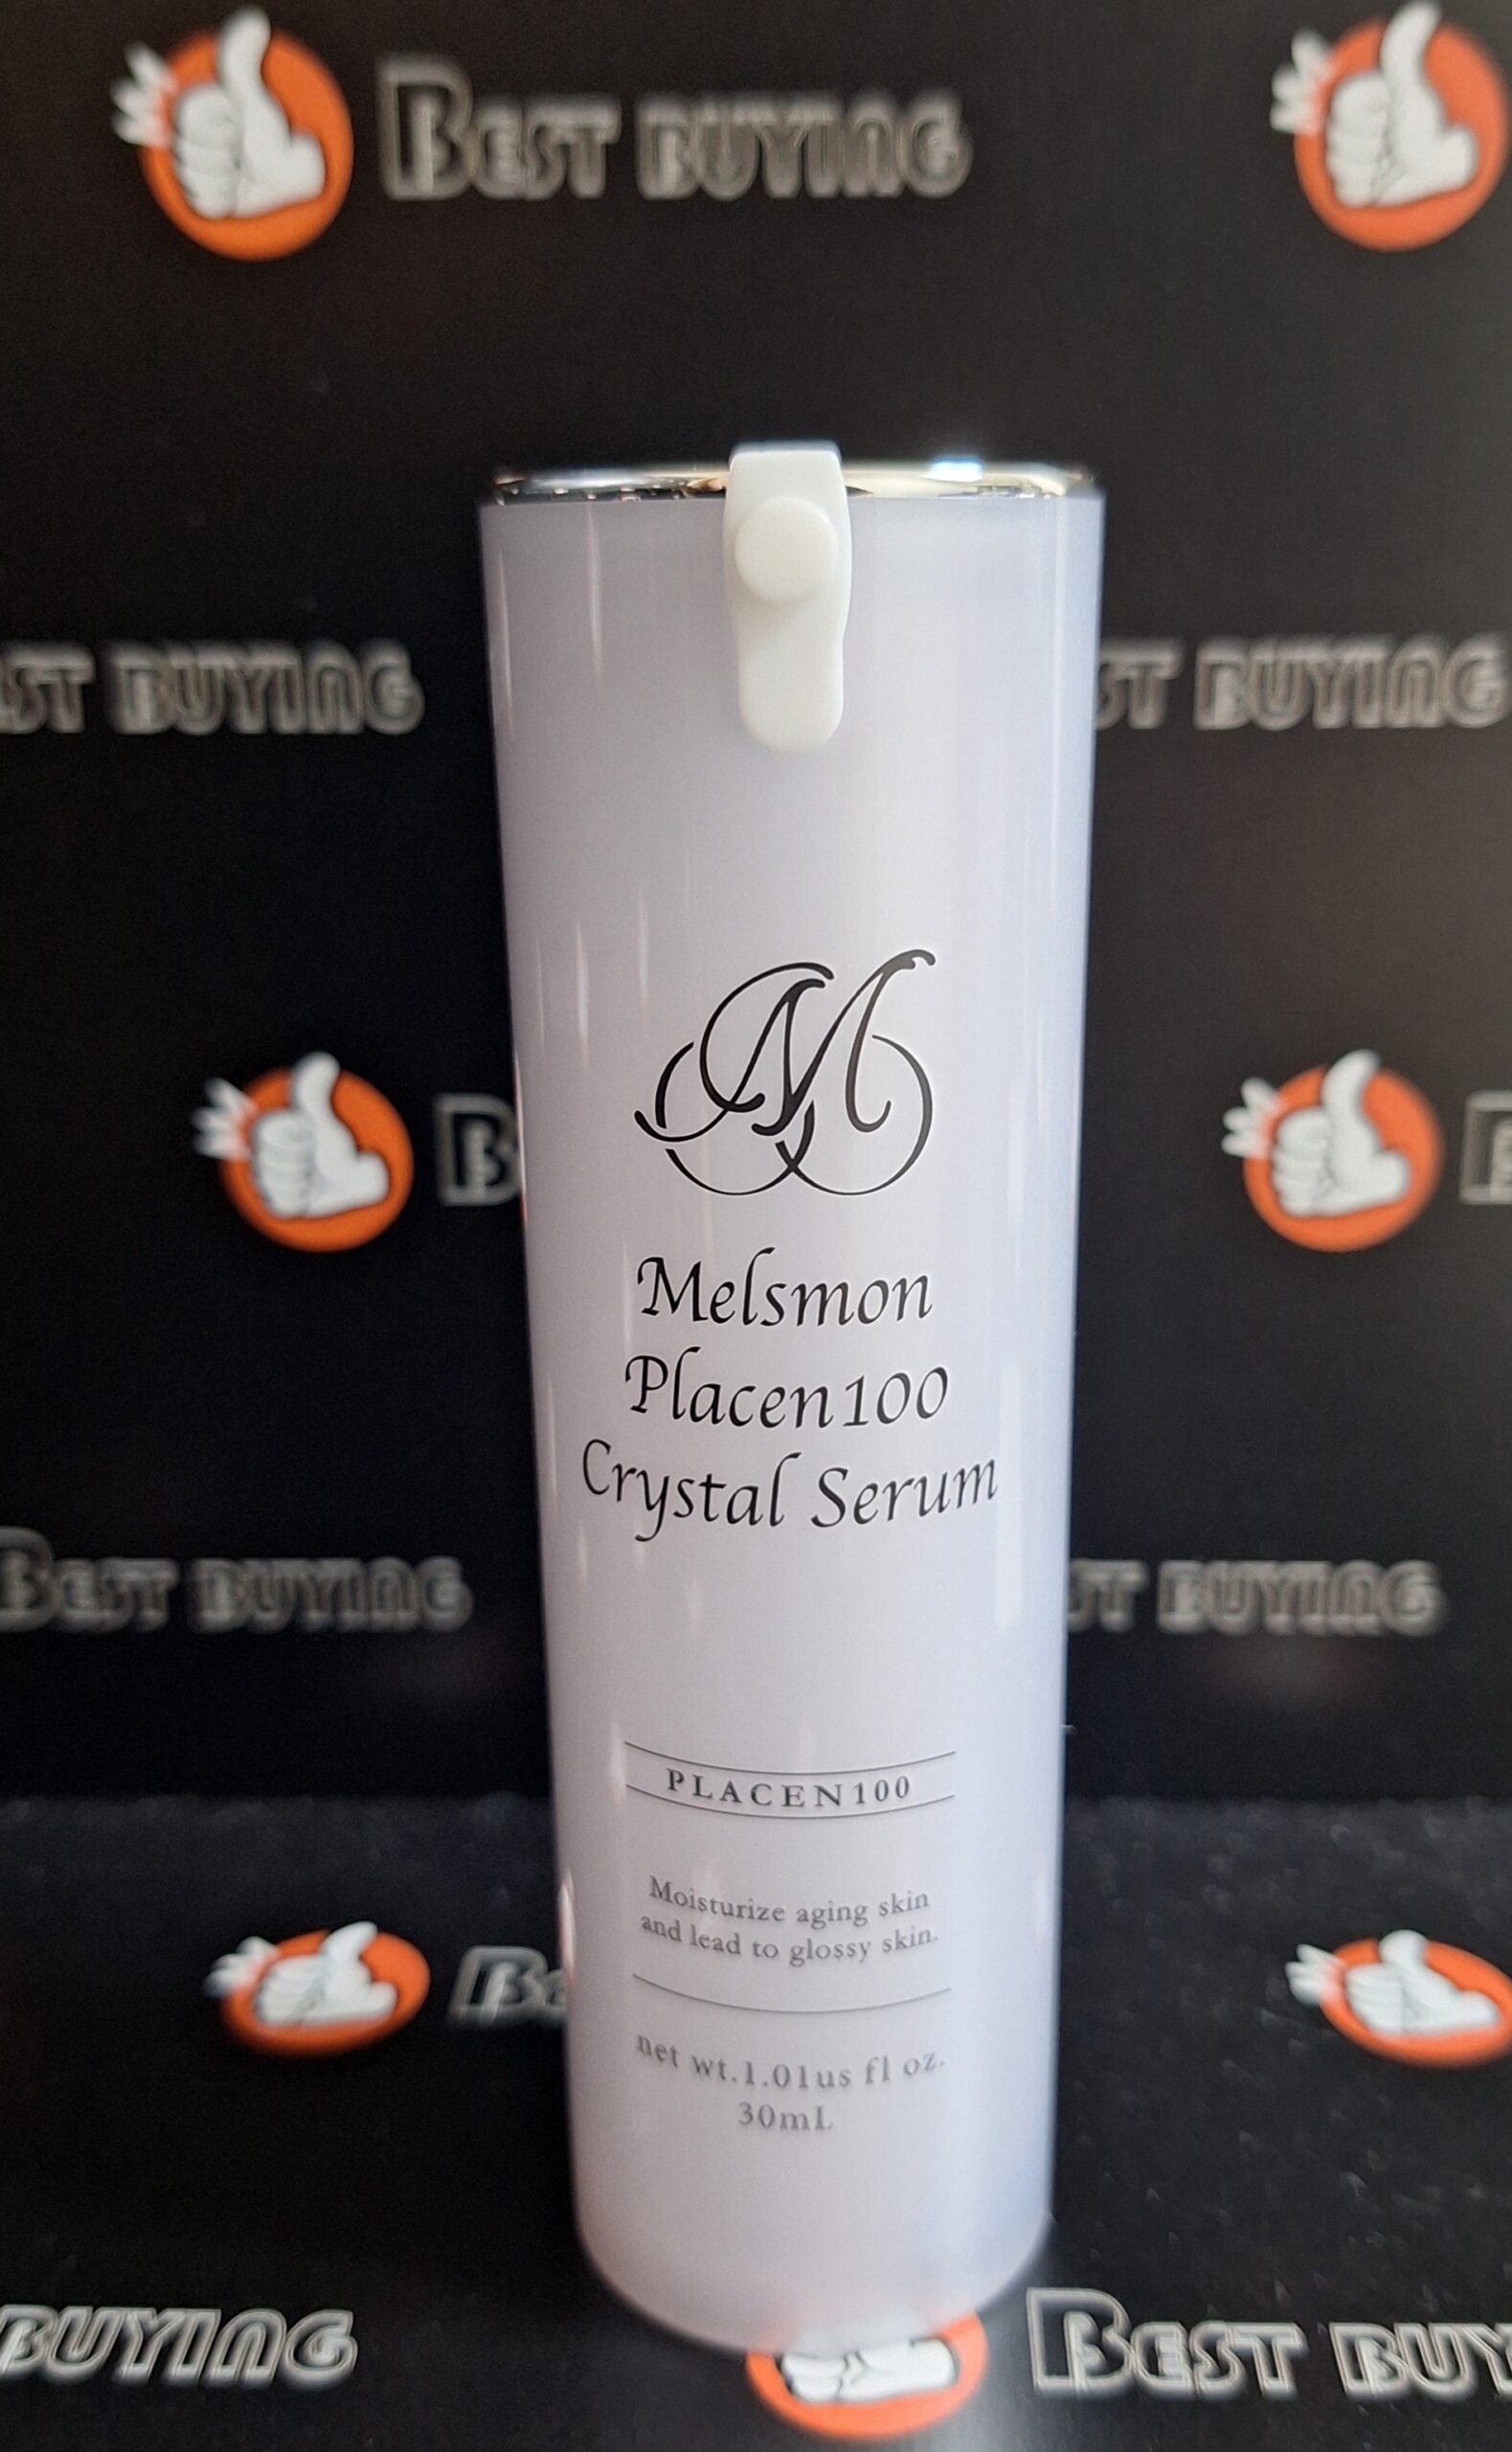 BEST BUYING
ST BUYING
ST BUYING
M
Melsmon
Placen100
Crystal Serum
BEST BUYING
ST BUYING
PLACEN100
Moisturize aging skin
and lead to glossy skin.
net wt.1.01us fl oz.
30mL
BUYING
BEST BUY